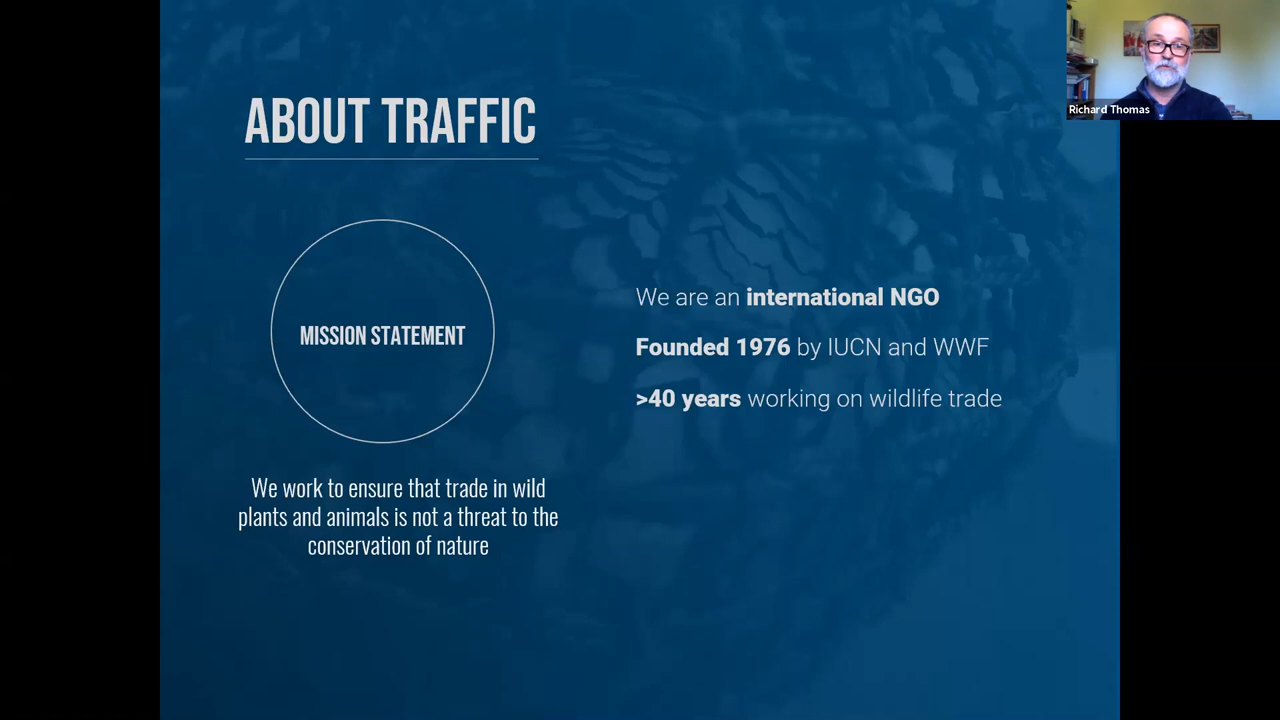 ABOUT TRAFFIC
MISSION STATEMENT
We work to ensure that trade in wild
plants and animals is not a threat to the
conservation of nature
We are an international NGO
Founded 1976 by IUCN and WWF
>40 years working on wildlife trade
Richard Thomas